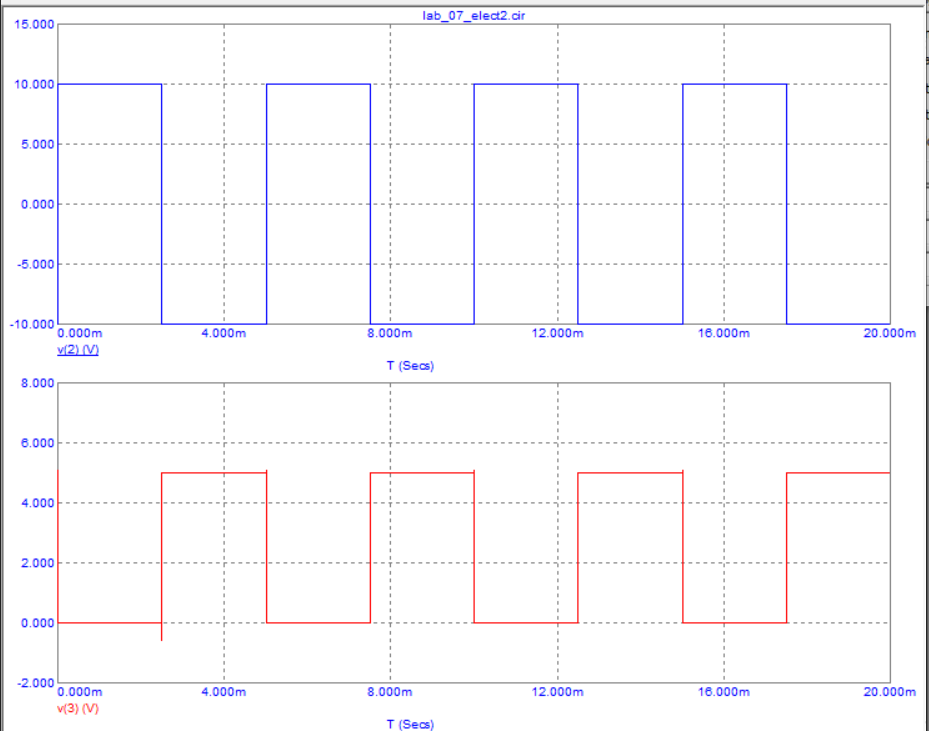 lab_07_elect2.cir
15.000
10.000
5.000
0.000
-5.000
-10.000
0.000m 4.000m 8.000m 12.000m 16.000m 20.000m
v(2) (V)
T (Secs)
8.000
6.000
4.000
2.000
0.000
-2.000
0.000m 4.000m 8.000m 12.000m 16.000m 20.000m
v(3) (V)
T (Secs)